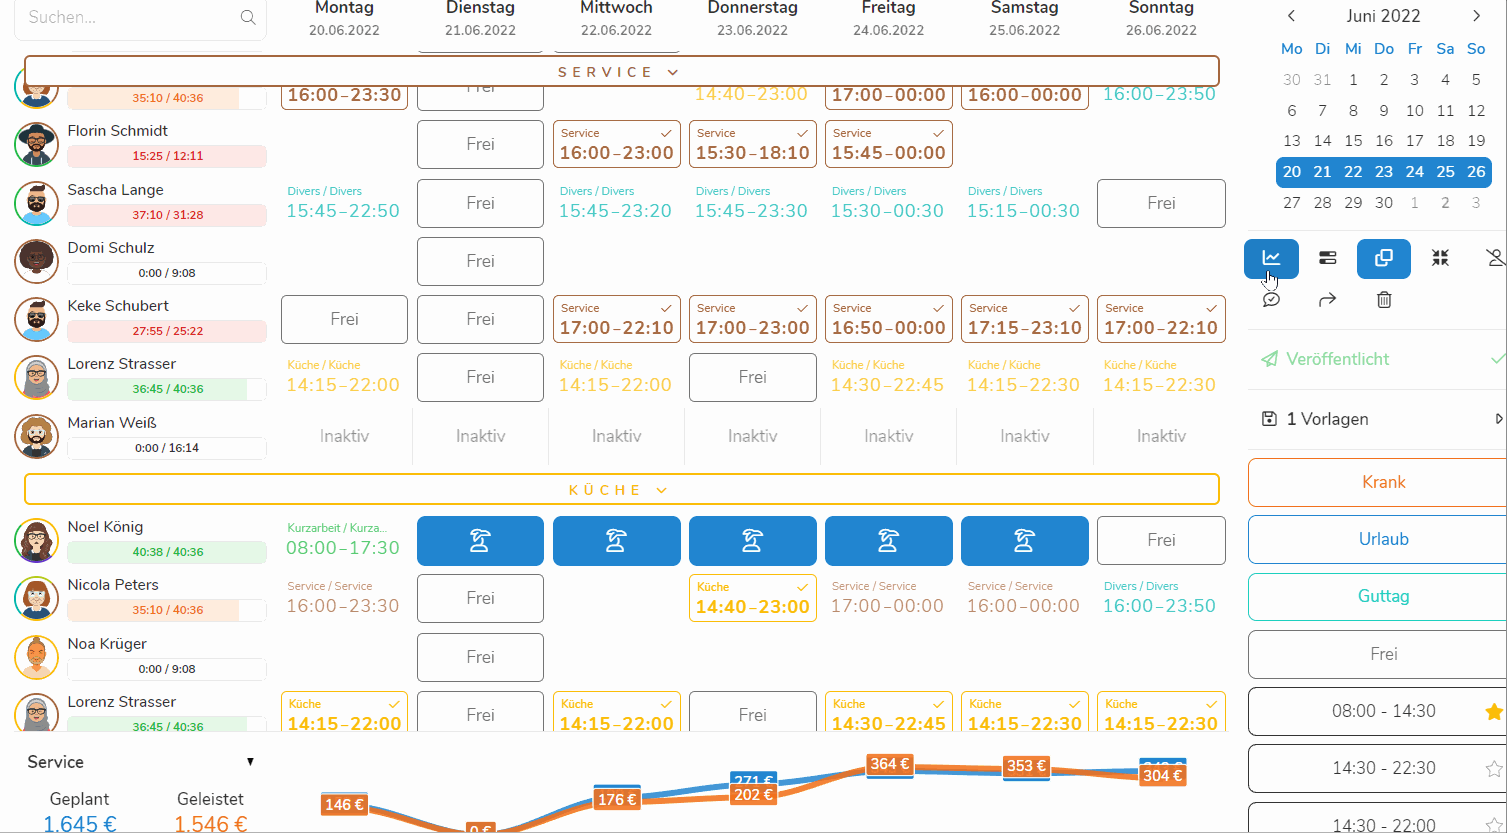 Suchen...
Montag Dienstag Mittwoch Donnerstag Freitag Samstag Sonntag
20.06.2022 21.06.2022 22.06.2022 23.06.2022 24.06.2022 25.06.2022 26.06.2022
SERVICE
35:10 / 40:36 16:00–23:30 Frei 14:40–23:00 17:00–00:00 16:00–00:00 16:00–23:50
Florin Schmidt
15:25 / 12:11
Frei
Service 16:00–23:00
Service 15:30–18:10
Service 15:45–00:00
Sascha Lange
37:10 / 31:28
Divers / Divers 15:45–22:50
Frei
Divers / Divers 15:45–23:20
Divers / Divers 15:45–23:30
Divers / Divers 15:30–00:30
Divers / Divers 15:15–00:30
Frei
Domi Schulz
0:00 / 9:08
Frei
Keke Schubert
27:55 / 25:22
Frei
Frei
Service 17:00–22:10
Service 17:00–23:00
Service 16:50–00:00
Service 17:15–23:10
Service 17:00–22:10
Lorenz Strasser
36:45 / 40:36
Küche / Küche 14:15–22:00
Frei
Küche / Küche 14:15–22:00
Frei
Küche / Küche 14:30–22:45
Küche / Küche 14:15–22:30
Küche / Küche 14:15–22:30
Marian Weiß
0:00 / 16:14
Inaktiv Inaktiv Inaktiv Inaktiv Inaktiv Inaktiv Inaktiv
KÜCHE
Noel König
40:38 / 40:36
Kurzarbeit / Kurza...
08:00–17:30
Frei
Nicola Peters
35:10 / 40:36
Service / Service 16:00–23:30
Frei
Küche 14:40–23:00
Service / Service 17:00–00:00
Service / Service 16:00–00:00
Divers / Divers 16:00–23:50
Noa Krüger
0:00 / 9:08
Frei
Lorenz Strasser
36:45 / 40:36
Küche 14:15–22:00
Frei
Küche 14:15–22:00
Frei
Küche 14:30–22:45
Küche 14:15–22:30
Küche 14:15–22:30
Service
Geplant Geleistet
1.645 € 1.546 €
146 €
0 €
176 €
271 €
202 €
364 €
353 €
304 €
Juni 2022
Mo Di Mi Do Fr Sa So
30 31 1 2 3 4 5
6 7 8 9 10 11 12
13 14 15 16 17 18 19
20 21 22 23 24 25 26
27 28 29 30 1 2 3
Veröffentlicht
1 Vorlagen
Krank
Urlaub
Guttag
Frei
08:00 - 14:30
14:30 - 22:30
14:30 - 22:00